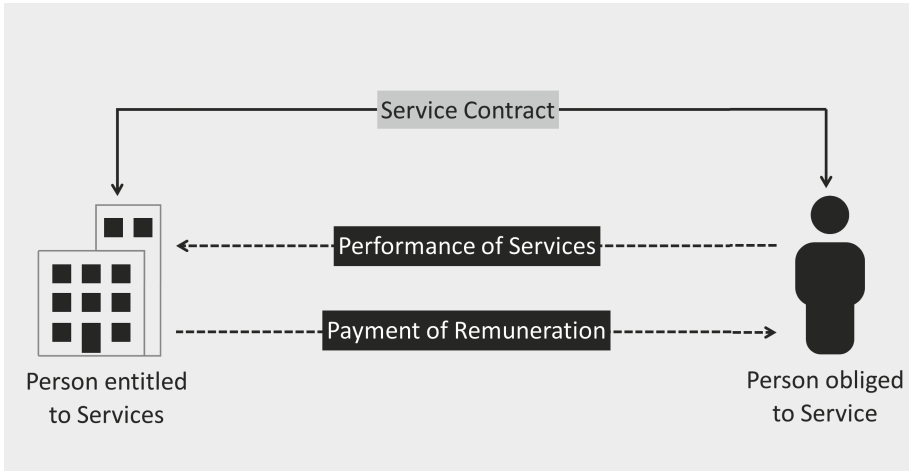 Service Contract
Performance of Services
Payment of Remuneration
Person entitled
to Services
Person obliged
to Service